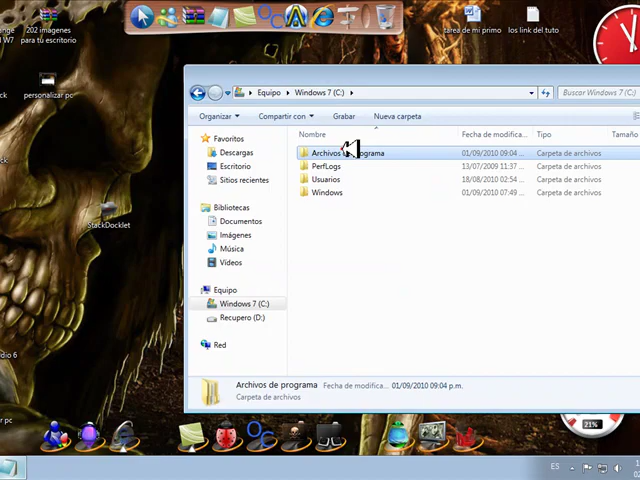 202 imágenes
para tú escritorio
tarea de mi primo
los link del tuto
W7
personalizar pc
StackDocklet
Equipo
Windows 7 (C:)
Buscar Windows 7 (C:)
Organizar
Compartir con
Grabar
Nueva carpeta
Favoritos
Descargas
Escritorio
Sitios recientes
Bibliotecas
Documentos
Imágenes
Música
Vídeos
Equipo
Windows 7 (C:)
Recupero (D:)
Red
Nombre
Fecha de modifica...
Tipo
Tamaño
Archivos programa 01/09/2010 09:04 ... Carpeta de archivos
PerfLogs 13/07/2009 11:37 ... Carpeta de archivos
Usuarios 18/08/2010 02:54 ... Carpeta de archivos
Windows 01/09/2010 07:49 ... Carpeta de archivos
Archivos de programa Fecha de modifica... 01/09/2010 09:04 p.m.
Carpeta de archivos
21%
ES